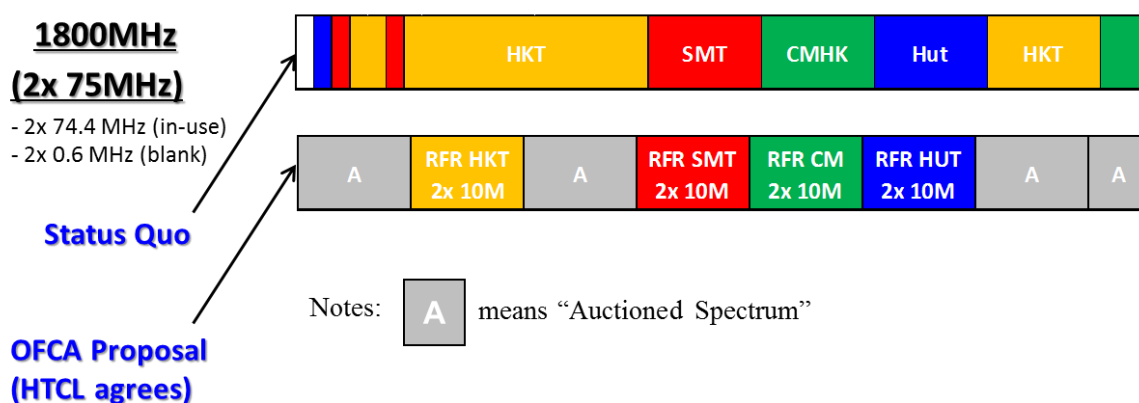 1800MHz
(2x 75MHz)
- 2x 74.4 MHz (in-use)
- 2x 0.6 MHz (blank)
HKT
SMT
CMHK
Hut
HKT
A
RFR HKT
2x 10M
A
RFR SMT
2x 10M
RFR CM
2x 10M
RFR HUT
2x 10M
A
A
Status Quo
Notes: A means “Auctioned Spectrum”
OFCA Proposal
(HTCL agrees)